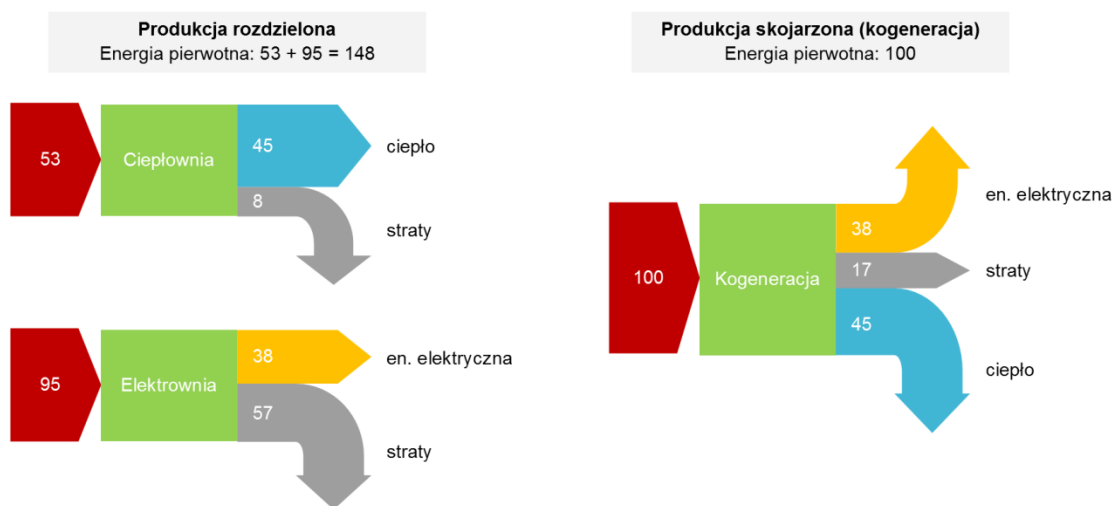 Produkcja rozdzielona
Energia pierwotna: 53 + 95 = 148
53
Ciepłownia
45
ciepło
8
straty
95
Elektrownia
38
en. elektryczna
57
straty
Produkcja skojarzona (kogeneracja)
Energia pierwotna: 100
100
Kogeneracja
38
en. elektryczna
17
straty
45
ciepło